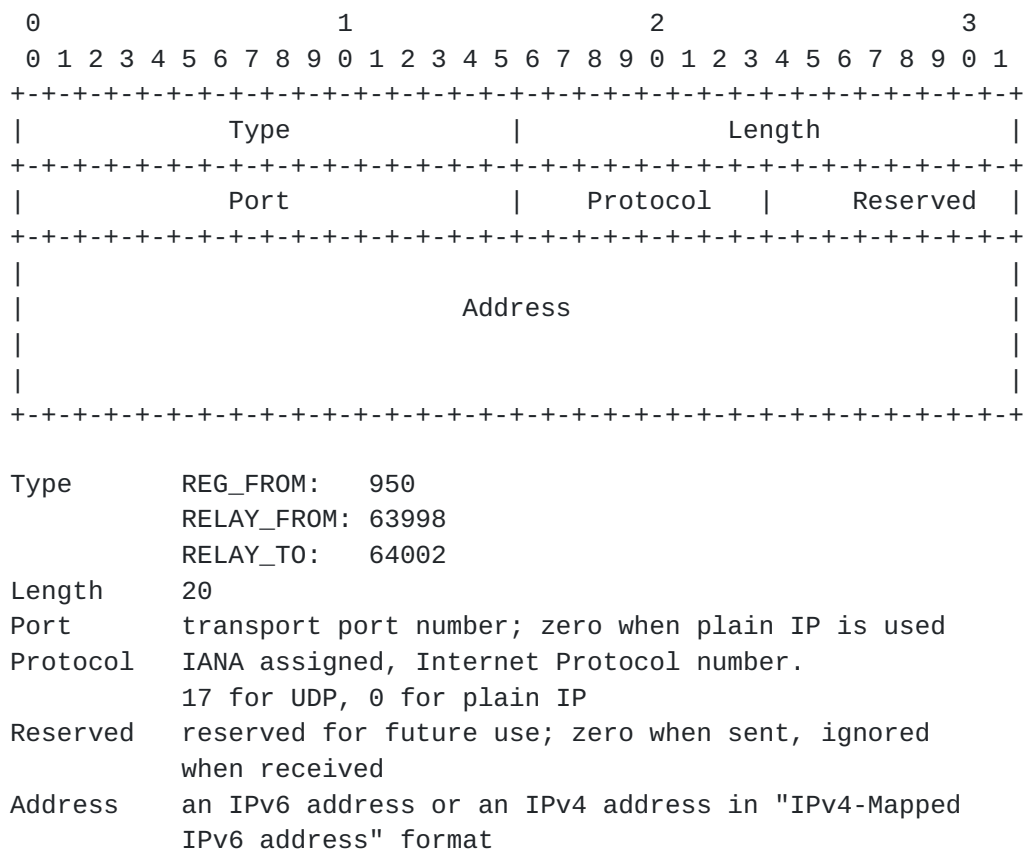 0                   1                   2                   3
 0 1 2 3 4 5 6 7 8 9 0 1 2 3 4 5 6 7 8 9 0 1 2 3 4 5 6 7 8 9 0 1
+-+-+-+-+-+-+-+-+-+-+-+-+-+-+-+-+-+-+-+-+-+-+-+-+-+-+-+-+-+-+-+-+
|             Type              |             Length            |
+-+-+-+-+-+-+-+-+-+-+-+-+-+-+-+-+-+-+-+-+-+-+-+-+-+-+-+-+-+-+-+-+
|             Port              |    Protocol   |     Reserved  |
+-+-+-+-+-+-+-+-+-+-+-+-+-+-+-+-+-+-+-+-+-+-+-+-+-+-+-+-+-+-+-+-+
|                                                               |
|                            Address                            |
|                                                               |
|                                                               |
+-+-+-+-+-+-+-+-+-+-+-+-+-+-+-+-+-+-+-+-+-+-+-+-+-+-+-+-+-+-+-+-+

Type       REG_FROM:   950
           RELAY_FROM: 63998
           RELAY_TO:   64002
Length     20
Port       transport port number; zero when plain IP is used
Protocol   IANA assigned, Internet Protocol number.
           17 for UDP, 0 for plain IP
Reserved   reserved for future use; zero when sent, ignored
           when received
Address    an IPv6 address or an IPv4 address in "IPv4-Mapped
           IPv6 address" format